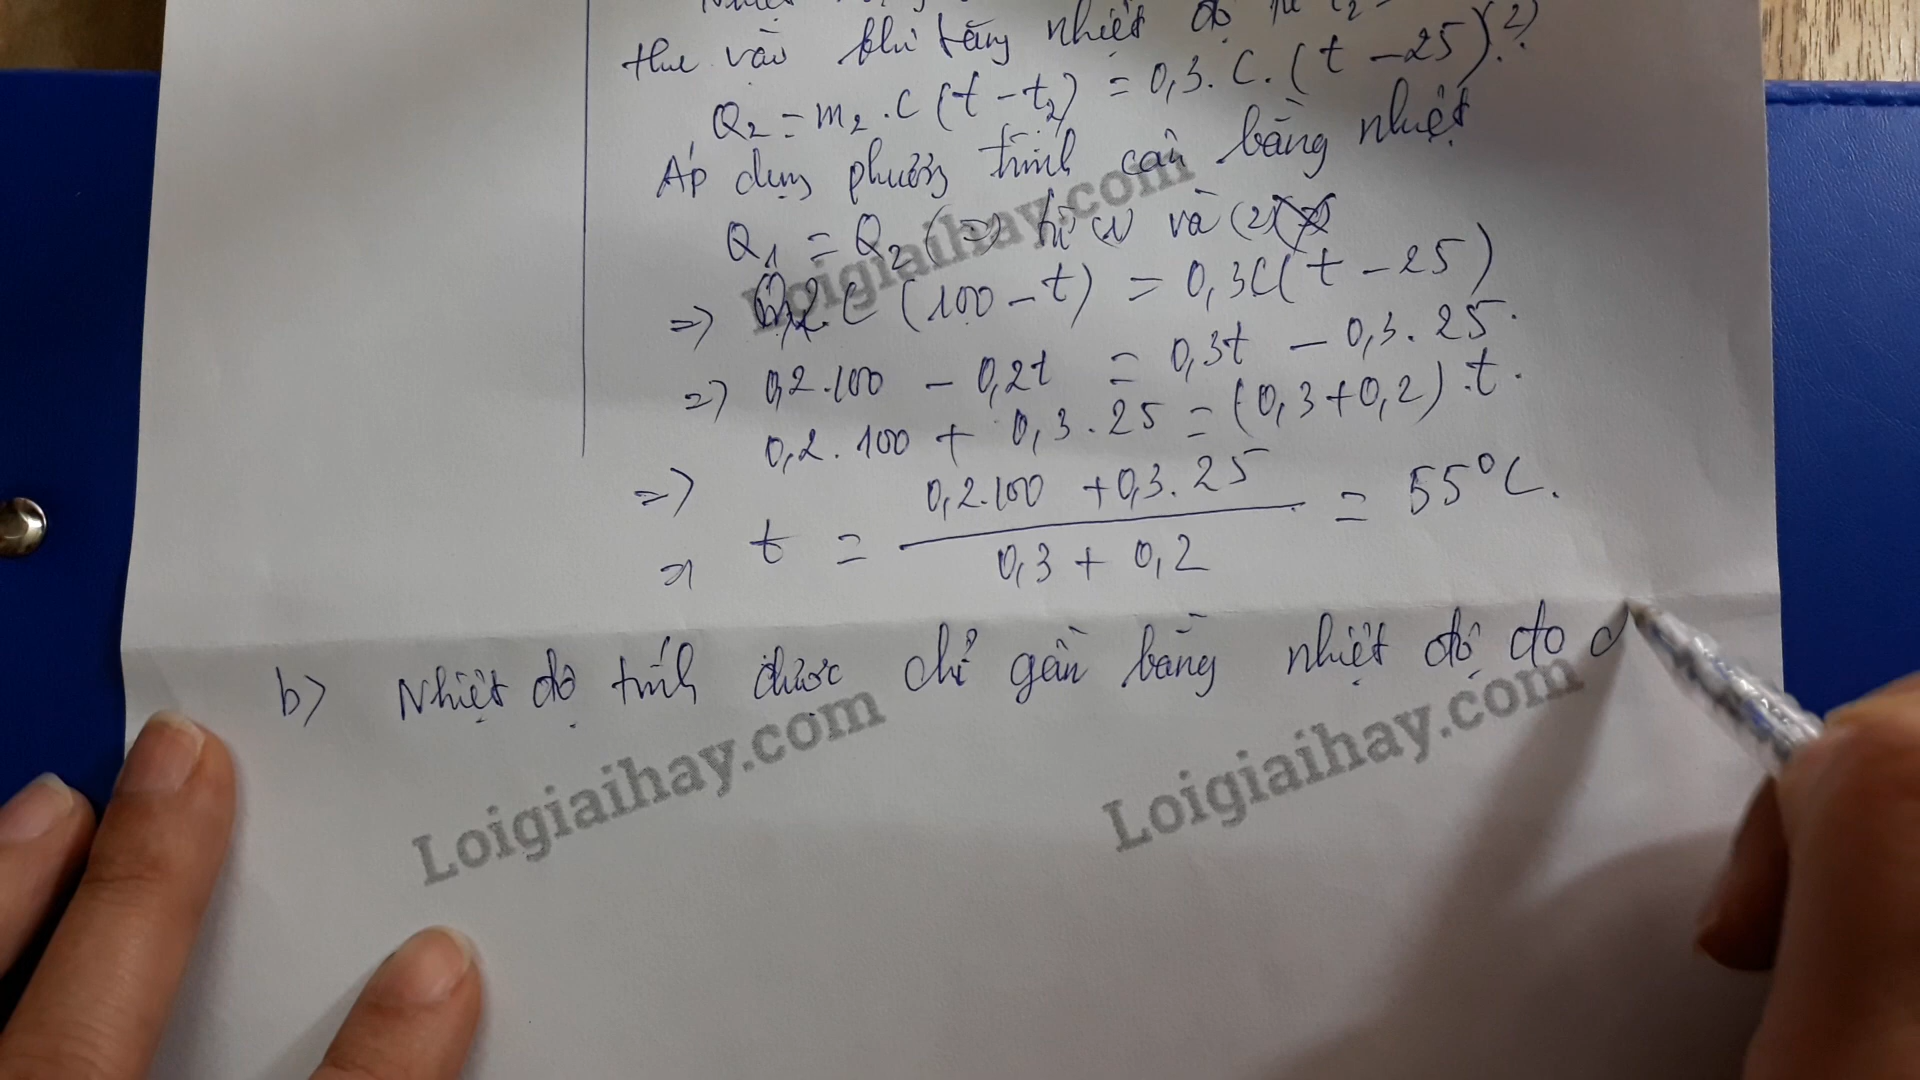 thu vào khi tăng nhiệt độ từ t₂ =
Q₂ = m₂.C (t - t₂) = 0,3.C.(t - 25) (2)
Áp dụng phương trình cân bằng nhiệt
Q₁ = Q₂ (=> từ (1) và (2)
=> 0,2.C (100 - t) = 0,3C(t - 25)
=> 0,2.100 - 0,2t = 0,3t - 0,3.25.
0,2.100 + 0,3.25 = (0,3+0,2).t.
=> t = (0,2.100 + 0,3.25) / (0,3 + 0,2) = 55°C.
b) Nhiệt độ tính được chỉ gần bằng nhiệt độ đo
Loigiaihay.com
Loigiaihay.com
Loigiaihay.com